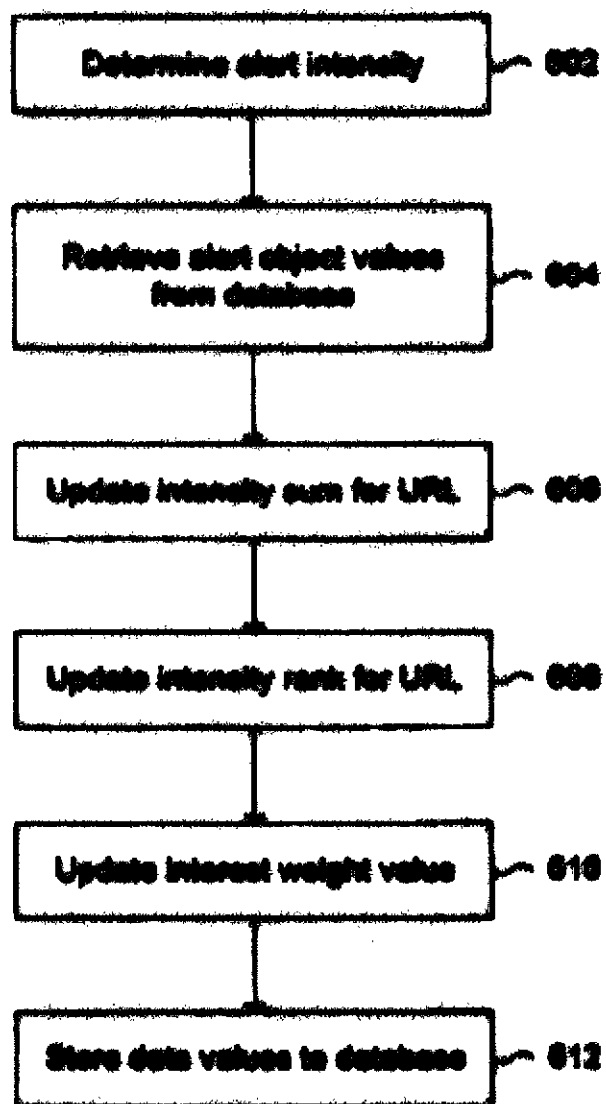 Determine alert intensity
602
Retrieve alert object values
from database
604
Update intensity sum for URL
606
Update intensity rank for URL
608
Update interest weight value
610
Store data values to database
612